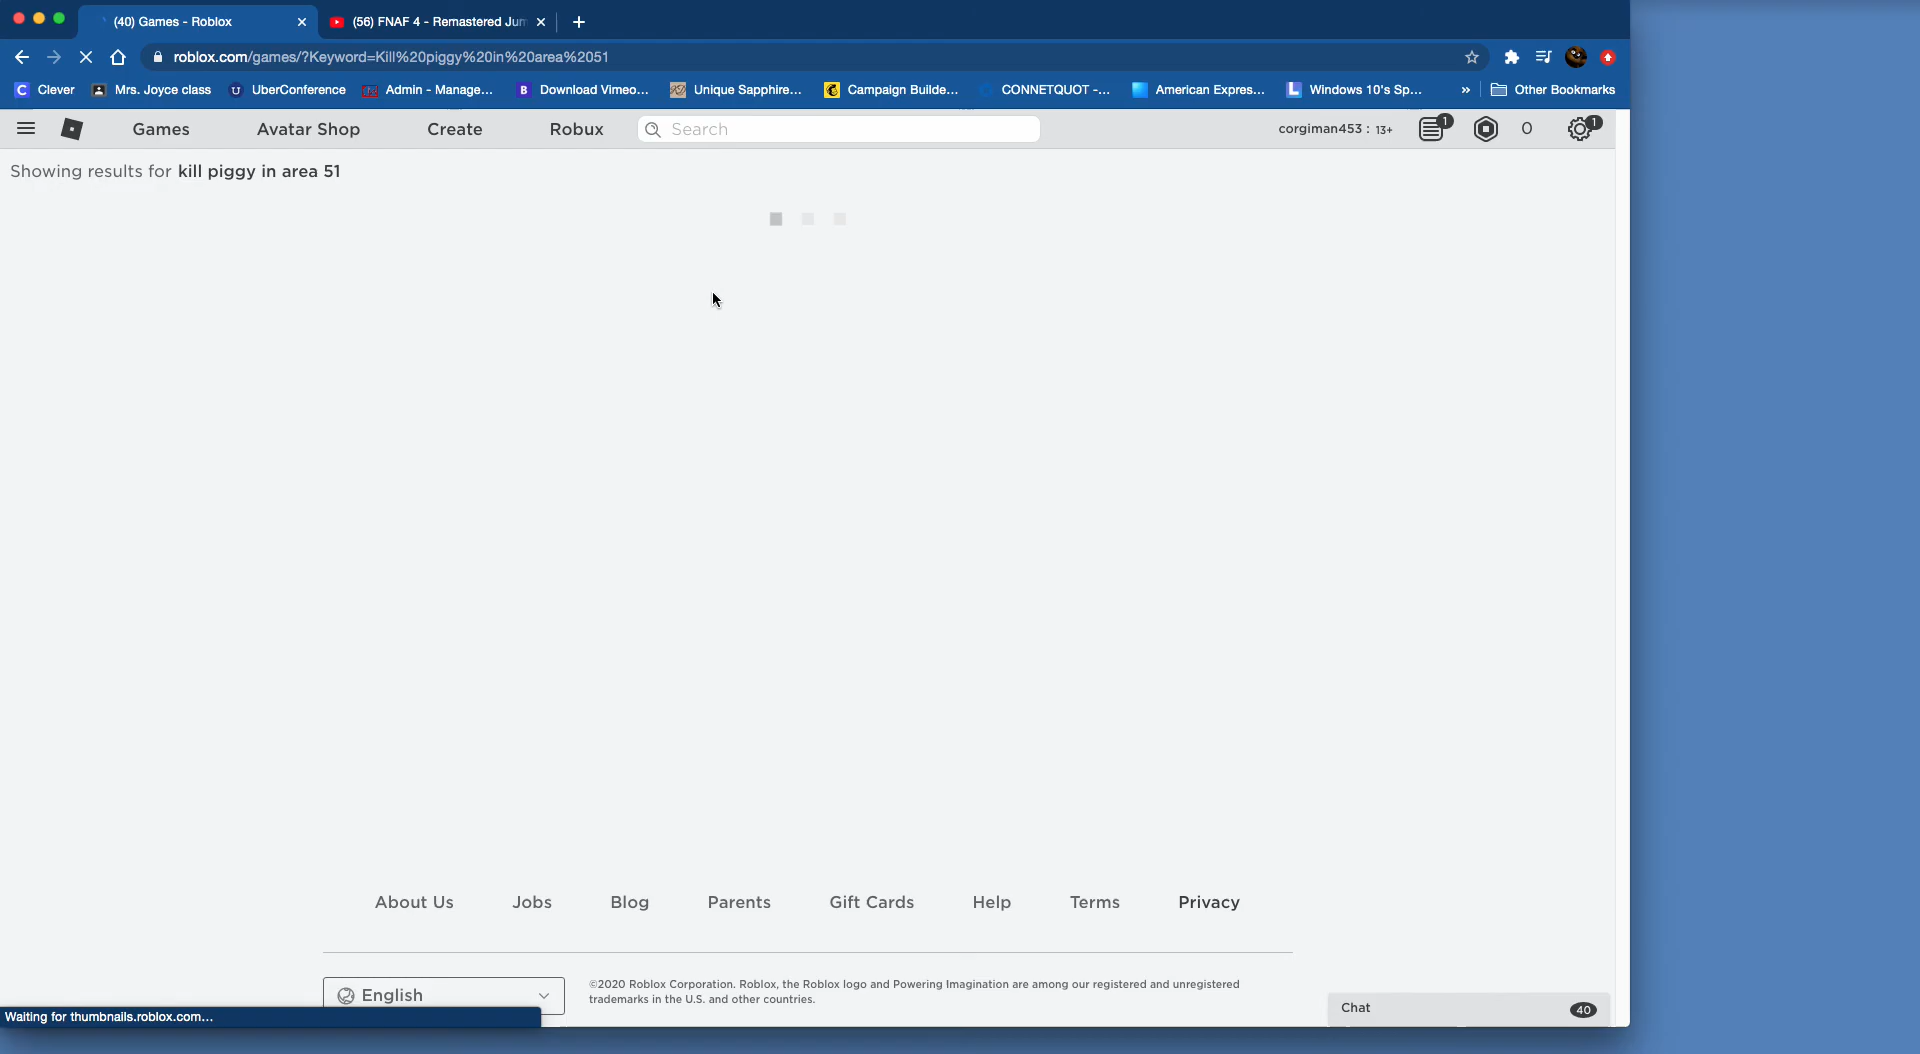 (40) Games - Roblox
(56) FNAF 4 - Remastered Jum
roblox.com/games/?Keyword=Kill%20piggy%20in%20area%2051
Clever
Mrs. Joyce class
UberConference
Admin - Manage...
Download Vimeo...
Unique Sapphire...
Campaign Builde...
CONNETQUOT -...
American Expres...
Windows 10's Sp...
»
Other Bookmarks
Games
Avatar Shop
Create
Robux
Search
corgiman453 : 13+
1
0
1
Showing results for kill piggy in area 51
About Us
Jobs
Blog
Parents
Gift Cards
Help
Terms
Privacy
English
©2020 Roblox Corporation. Roblox, the Roblox logo and Powering Imagination are among our registered and unregistered
trademarks in the U.S. and other countries.
Waiting for thumbnails.roblox.com...
Chat
40